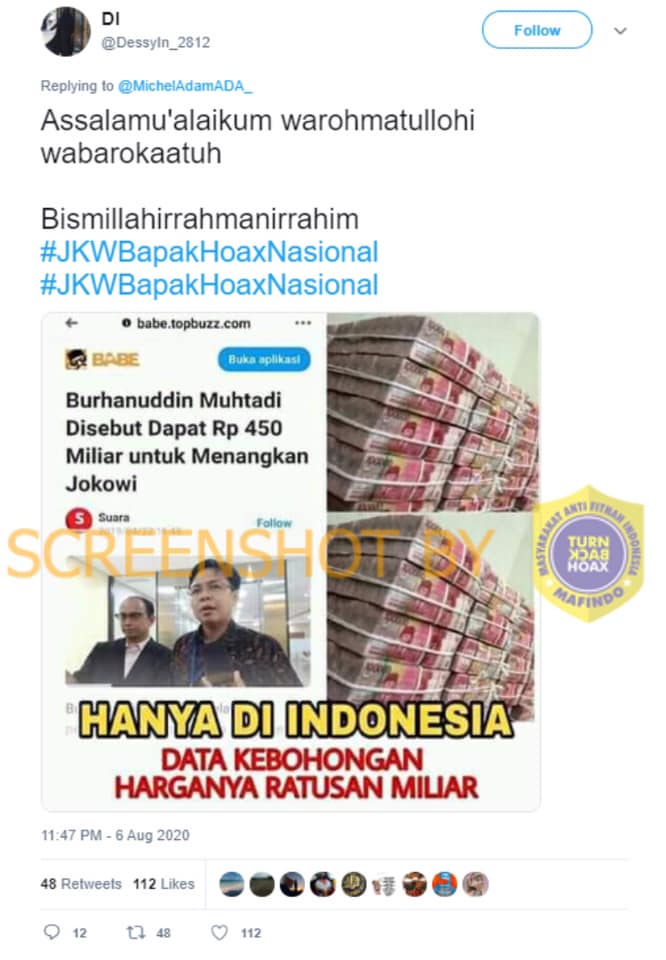 DI
@DessyIn_2812
Follow
Replying to @MichelAdamADA_
Assalamu'alaikum warohmatullohi
wabarokaatuh
Bismillahirrahmanirrahim
#JKWBapakHoaxNasional
#JKWBapakHoaxNasional
babe.topbuzz.com
BABE
Buka aplikasi
Burhanuddin Muhtadi
Disebut Dapat Rp 450
Miliar untuk Menangkan
Jokowi
S Suara
Follow
SCREENSHOT BY
MASYARAKAT ANTI FITNAH INDONESIA
TURN
BACK
HOAX
MAFINDO
HANYA DI INDONESIA
DATA KEBOHONGAN
HARGANYA RATUSAN MILIAR
11:47 PM - 6 Aug 2020
48 Retweets 112 Likes
12 48 112